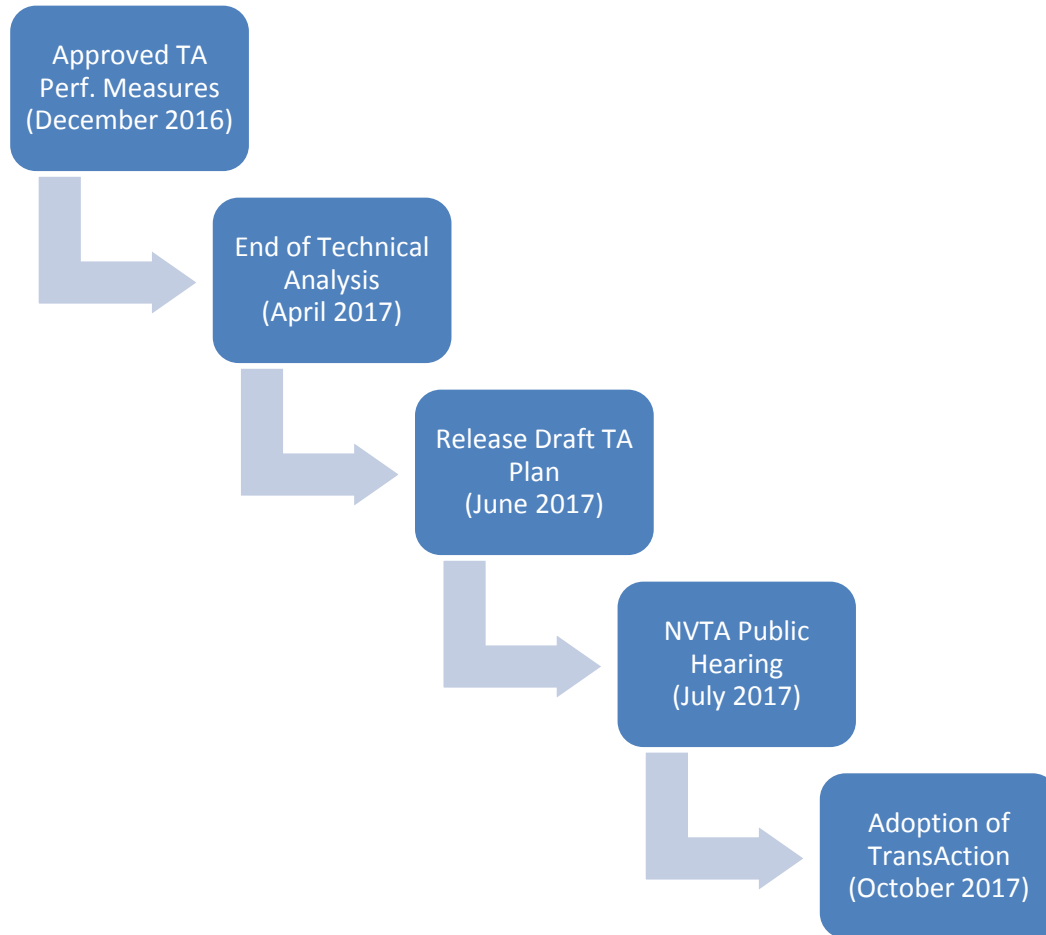 Approved TA
Perf. Measures
(December 2016)
End of Technical
Analysis
(April 2017)
Release Draft TA
Plan
(June 2017)
NVTA Public
Hearing
(July 2017)
Adoption of
TransAction
(October 2017)